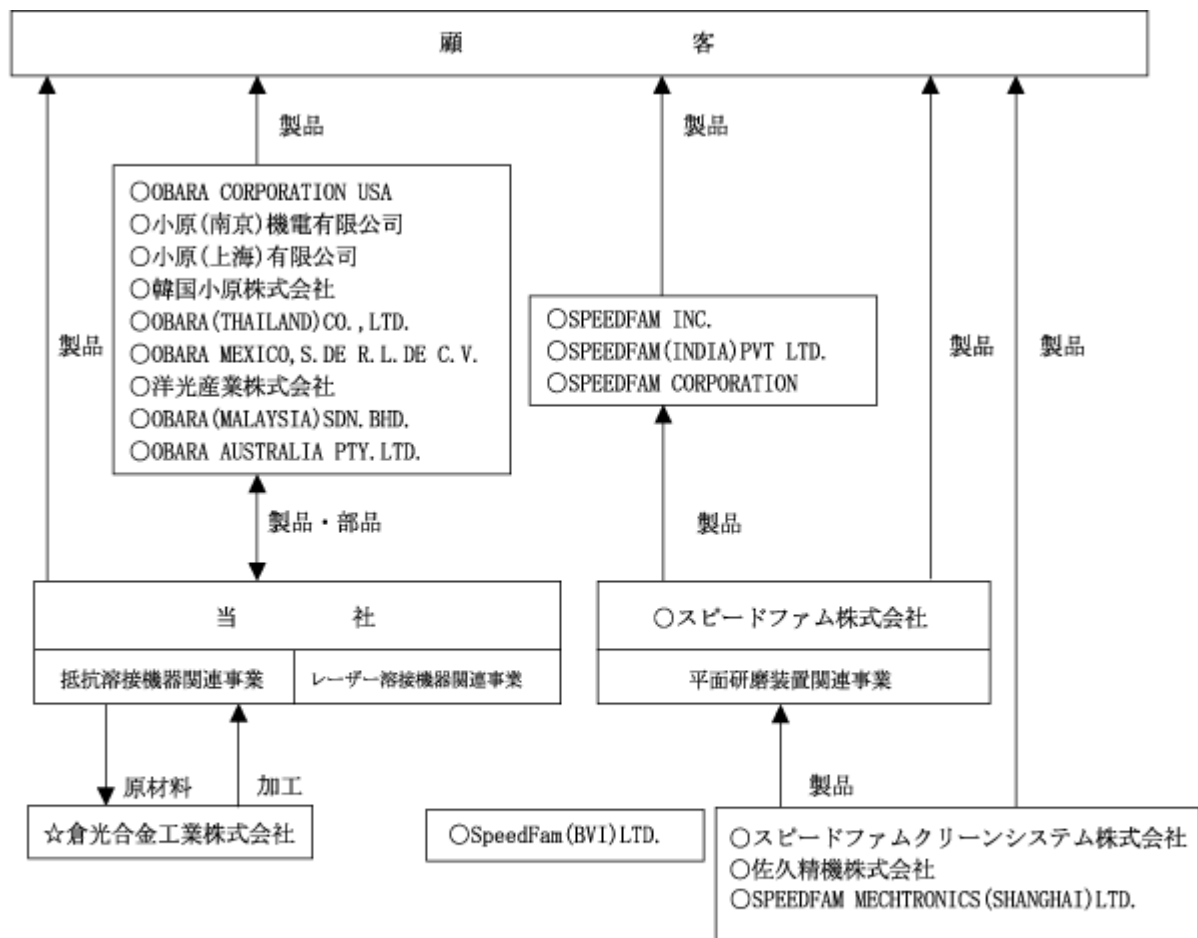 顧 客
製品
製品
○OBARA CORPORATION USA
○小原(南京)機電有限公司
○小原(上海)有限公司
○韓国小原株式会社
○OBARA(THAILAND)CO.,LTD.
○OBARA MEXICO,S.DE R.L.DE C.V.
○洋光産業株式会社
○OBARA(MALAYSIA)SDN.BHD.
○OBARA AUSTRALIA PTY.LTD.
○SPEEDFAM INC.
○SPEEDFAM(INDIA)PVT LTD.
○SPEEDFAM CORPORATION
製品
製品
製品
製品・部品
製品
当 社
抵抗溶接機器関連事業
レーザー溶接機器関連事業
○スピードファム株式会社
平面研磨装置関連事業
原材料
加工
製品
☆倉光合金工業株式会社
○SpeedFam(BVI)LTD.
○スピードファムクリーンシステム株式会社
○佐久精機株式会社
○SPEEDFAM MECHTRONICS(SHANGHAI)LTD.